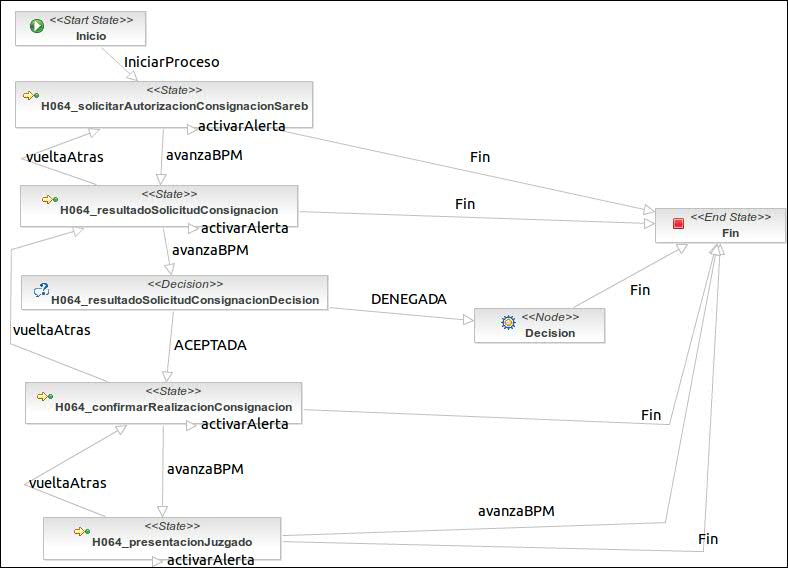 <<Start State>>
Inicio
IniciarProceso
<<State>>
H064_solicitarAutorizacionConsignacionSareb
activarAlerta
vueltaAtras
avanzaBPM
Fin
<<State>>
H064_resultadoSolicitudConsignacion
Fin
<<End State>>
Fin
activarAlerta
avanzaBPM
<<Decision>>
H064_resultadoSolicitudConsignacionDecision
DENEGADA
Fin
<<Node>>
Decision
vueltaAtras
ACEPTADA
<<State>>
H064_confirmarRealizacionConsignacion
Fin
activarAlerta
avanzaBPM
vueltaAtras
<<State>>
H064_presentacionJuzgado
avanzaBPM
Fin
activarAlerta